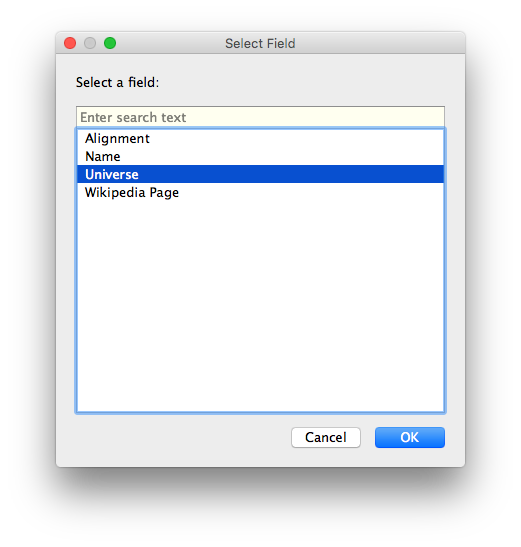 Select Field
Select a field:
Enter search text
Alignment
Name
Universe
Wikipedia Page
Cancel
OK